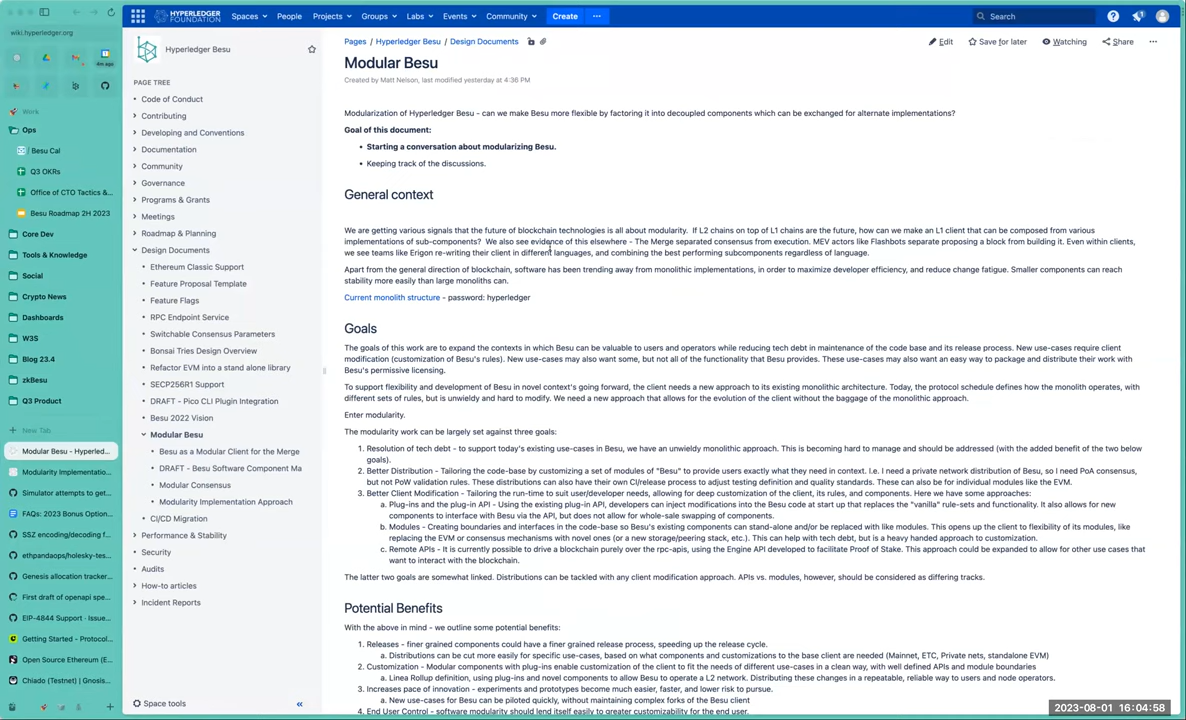 wiki.hyperledger.org
4m ago
Work
Ops
Besu Cal
Q3 OKRs
Office of CTO Tactics &...
Besu Roadmap 2H 2023
Core Dev
Tools & Knowledge
Social
Crypto News
Dashboards
W3S
Blog 23.4
zkBesu
Q3 Product
New Tab
Modular Besu - Hyperled...
Modularity Implementatio...
Simulator attempts to get...
FAQs: 2023 Bonus Option...
SSZ encoding/decoding f...
ethpandaops/holesky-tes...
Genesis allocation tracker...
First draft of openapi spe...
EIP-4844 Support · Issue...
Getting Started - Protocol...
Open Source Ethereum (E...
Chiado (Testnet) | Gnosis...
HYPERLEDGER
FOUNDATION
Spaces
People
Projects
Groups
Labs
Events
Community
Create
Search
Hyperledger Besu
PAGE TREE
Code of Conduct
Contributing
Developing and Conventions
Documentation
Community
Governance
Programs & Grants
Meetings
Roadmap & Planning
Design Documents
Ethereum Classic Support
Feature Proposal Template
Feature Flags
RPC Endpoint Service
Switchable Consensus Parameters
Bonsai Tries Design Overview
Refactor EVM into a stand alone library
SECP256R1 Support
DRAFT - Pico CLI Plugin Integration
Besu 2022 Vision
Modular Besu
Besu as a Modular Client for the Merge
DRAFT - Besu Software Component Ma
Modular Consensus
Modularity Implementation Approach
CI/CD Migration
Performance & Stability
Security
Audits
How-to articles
Incident Reports
Space tools
Pages / Hyperledger Besu / Design Documents
Edit
Save for later
Watching
Share
Modular Besu
Created by Matt Nelson, last modified yesterday at 4:36 PM
Modularization of Hyperledger Besu - can we make Besu more flexible by factoring it into decoupled components which can be exchanged for alternate implementations?
Goal of this document:
• Starting a conversation about modularizing Besu.
• Keeping track of the discussions.
General context
We are getting various signals that the future of blockchain technologies is all about modularity. If L2 chains on top of L1 chains are the future, how can we make an L1 client that can be composed from various
implementations of sub-components? We also see evidence of this elsewhere - The Merge separated consensus from execution. MEV actors like Flashbots separate proposing a block from building it. Even within clients,
we see teams like Erigon re-writing their client in different languages, and combining the best performing subcomponents regardless of language.
Apart from the general direction of blockchain, software has been trending away from monolithic implementations, in order to maximize developer efficiency, and reduce change fatigue. Smaller components can reach
stability more easily than large monoliths can.
Current monolith structure - password: hyperledger
Goals
The goals of this work are to expand the contexts in which Besu can be valuable to users and operators while reducing tech debt in maintenance of the code base and its release process. New use-cases require client
modification (customization of Besu's rules). New use-cases may also want some, but not all of the functionality that Besu provides. These use-cases may also want an easy way to package and distribute their work with
Besu's permissive licensing.
To support flexibility and development of Besu in novel context's going forward, the client needs a new approach to its existing monolithic architecture. Today, the protocol schedule defines how the monolith operates, with
different sets of rules, but is unwieldy and hard to modify. We need a new approach that allows for the evolution of the client without the baggage of the monolithic approach.
Enter modularity.
The modularity work can be largely set against three goals:
1. Resolution of tech debt - to support today's existing use-cases in Besu, we have an unwieldy monolithic approach. This is becoming hard to manage and should be addressed (with the added benefit of the two below
goals).
2. Better Distribution - Tailoring the code-base by customizing a set of modules of "Besu" to provide users exactly what they need in context. I.e. I need a private network distribution of Besu, so I need PoA consensus,
but not PoW validation rules. These distributions can also have their own CI/release process to adjust testing definition and quality standards. These can also be for individual modules like the EVM.
3. Better Client Modification - Tailoring the run-time to suit user/developer needs, allowing for deep customization of the client, its rules, and components. Here we have some approaches:
a. Plug-ins and the plug-in API - Using the existing plug-in API, developers can inject modifications into the Besu code at start up that replaces the "vanilla" rule-sets and functionality. It also allows for new
components to interface with Besu via the API, but does not allow for whole-sale swapping of components.
b. Modules - Creating boundaries and interfaces in the code-base so Besu's existing components can stand-alone and/or be replaced with like modules. This opens up the client to flexibility of its modules, like
replacing the EVM or consensus mechanisms with novel ones (or a new storage/peering stack, etc.). This can help with tech debt, but is a heavy handed approach to customization.
c. Remote APIs - It is currently possible to drive a blockchain purely over the rpc-apis, using the Engine API developed to facilitate Proof of Stake. This approach could be expanded to allow for other use cases that
want to interact with the blockchain.
The latter two goals are somewhat linked. Distributions can be tackled with any client modification approach. APIs vs. modules, however, should be considered as differing tracks.
Potential Benefits
With the above in mind - we outline some potential benefits:
1. Releases - finer grained components could have a finer grained release process, speeding up the release cycle.
a. Distributions can be cut more easily for specific use-cases, based on what components and customizations to the base client are needed (Mainnet, ETC, Private nets, standalone EVM)
2. Customization - Modular components with plug-ins enable customization of the client to fit the needs of different use-cases in a clean way, with well defined APIs and module boundaries
a. Linea Rollup definition, using plug-ins and novel components to allow Besu to operate a L2 network. Distributing these changes in a repeatable, reliable way to users and node operators.
3. Increases pace of innovation - experiments and prototypes become much easier, faster, and lower risk to pursue.
a. New use-cases for Besu can be piloted quickly, without maintaining complex forks of the Besu client
4. End User Control - software modularity should lend itself easily to greater customizability for the end user.
2023-08-01 16:04:58